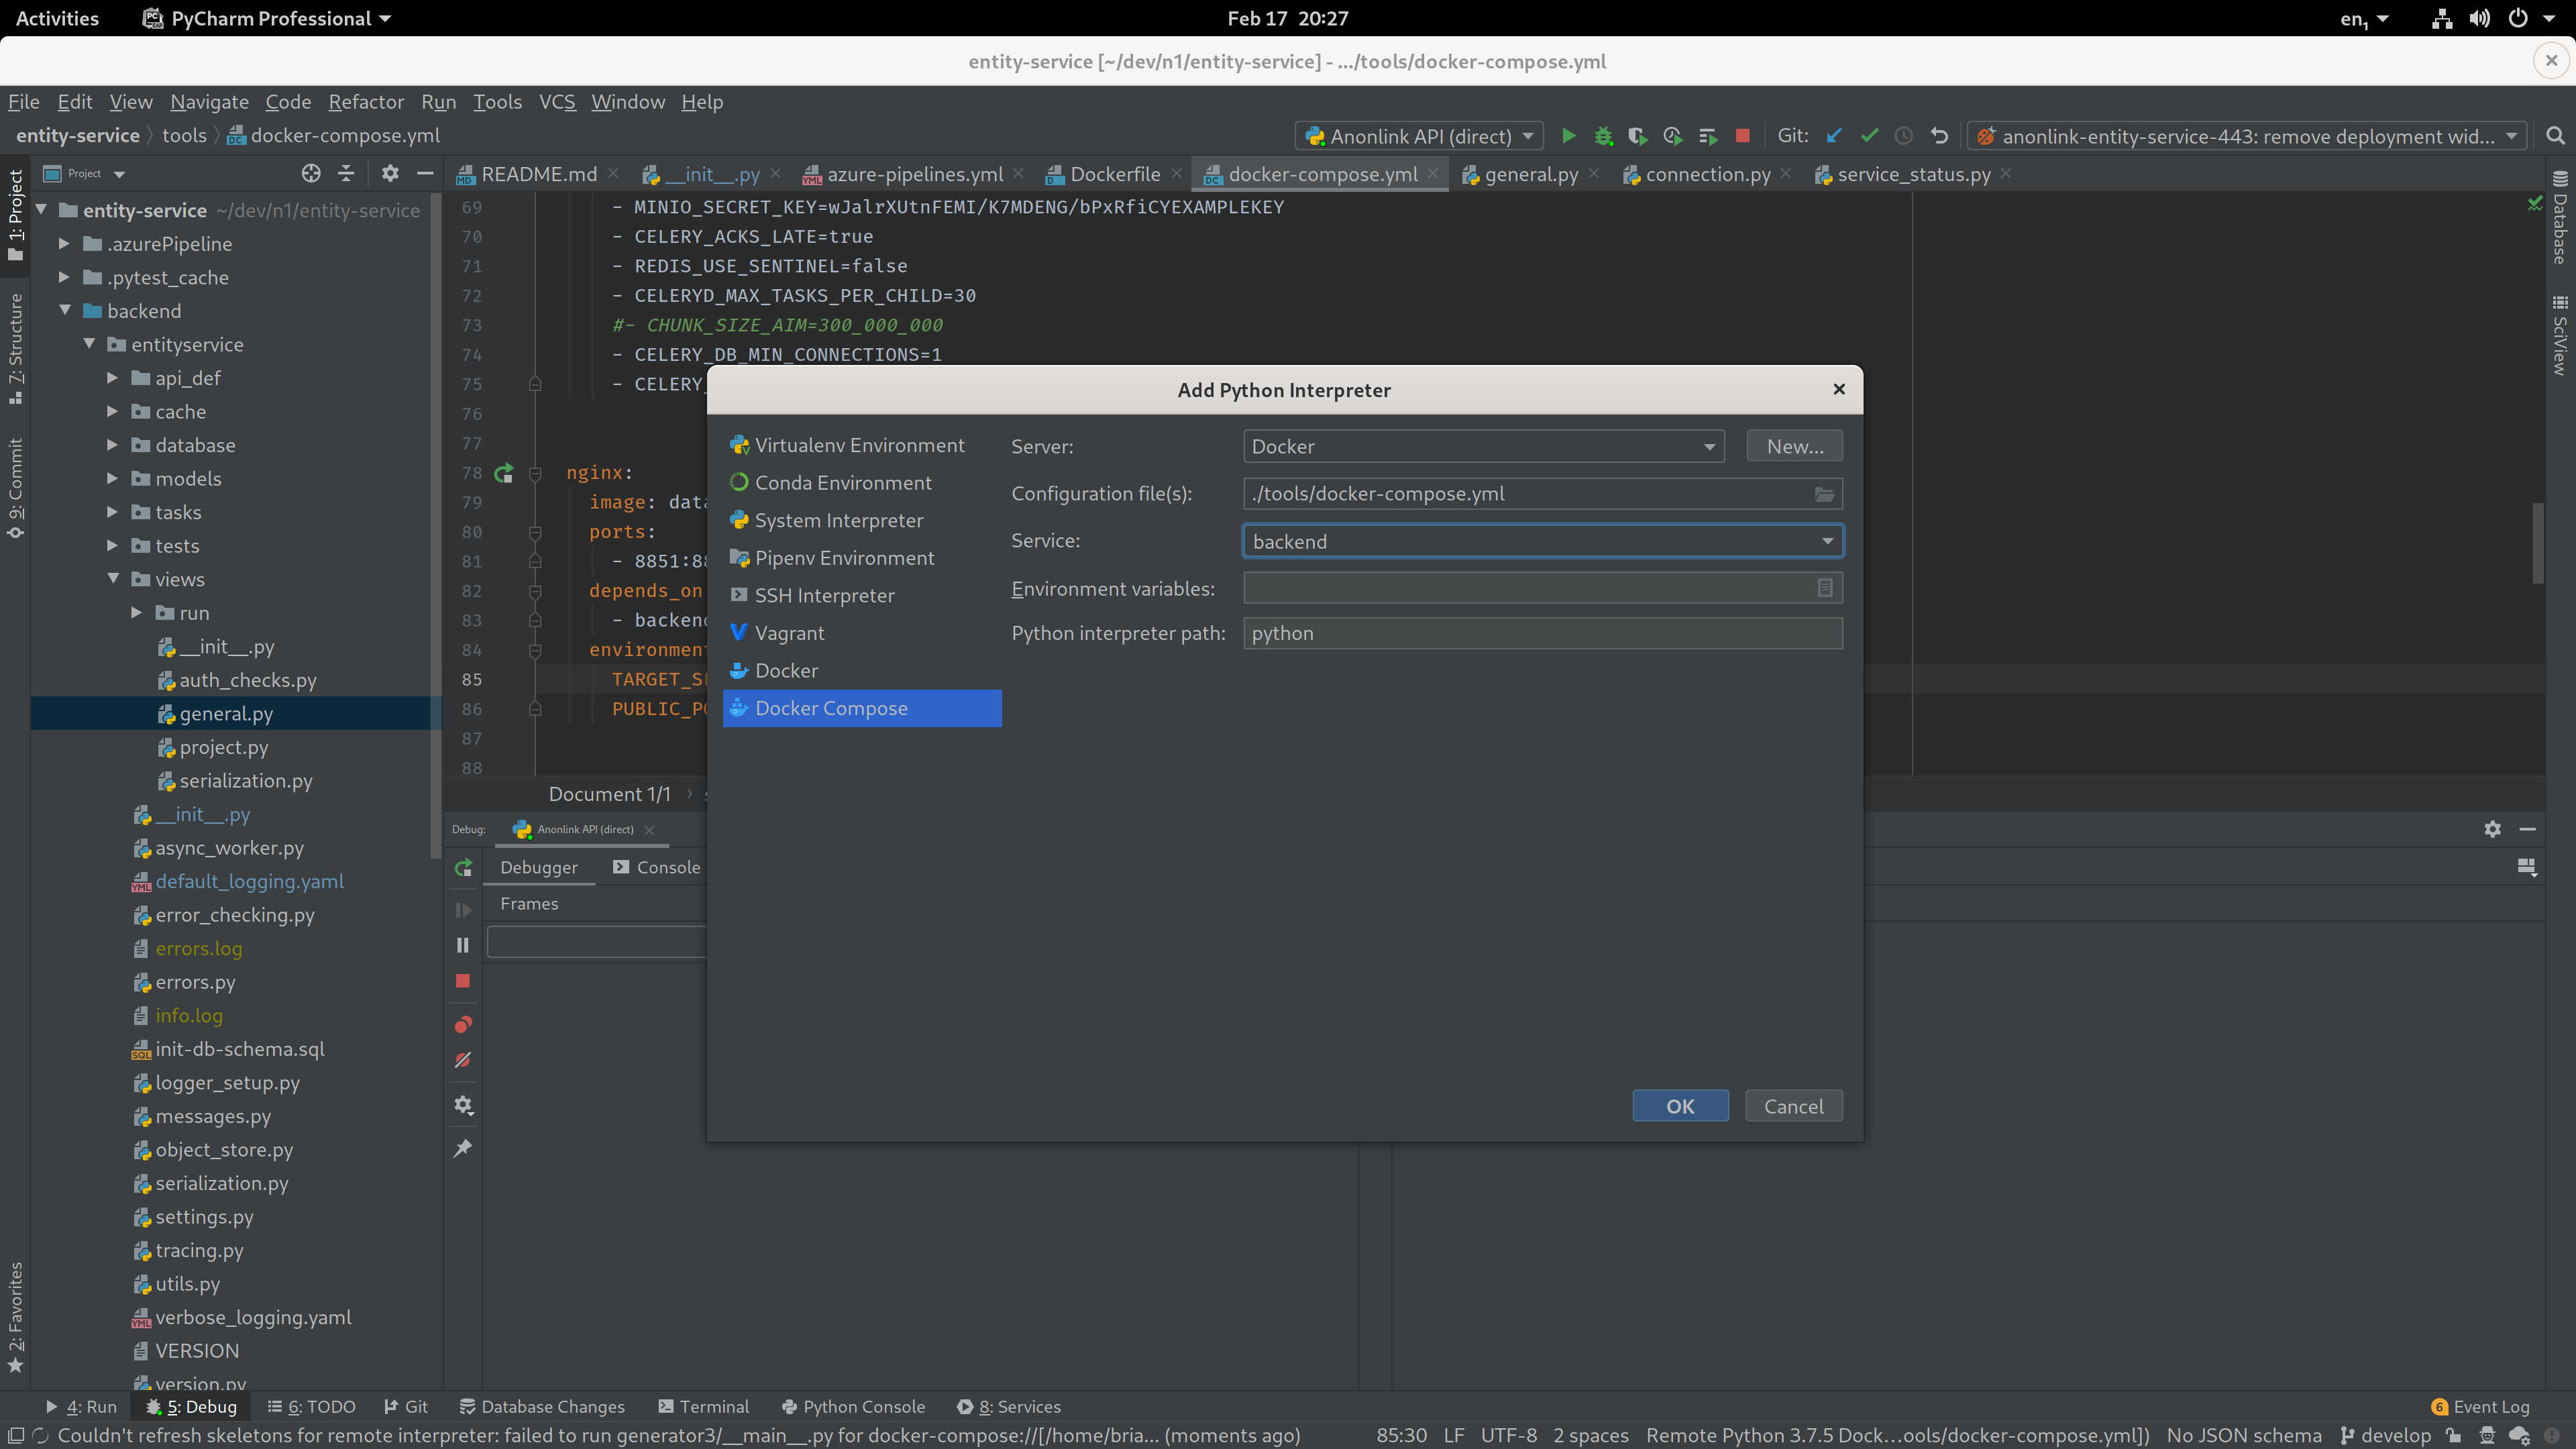 Activities
PyCharm Professional
Feb 17 20:27
en1
entity-service [~/dev/n1/entity-service] - .../tools/docker-compose.yml
File Edit View Navigate Code Refactor Run Tools VCS Window Help
entity-service tools docker-compose.yml
Anonlink API (direct)
Git:
anonlink-entity-service-443: remove deployment wid...
1: Project
7: Structure
9: Commit
2: Favorites
Project
entity-service ~/dev/n1/entity-service
.azurePipeline
.pytest_cache
backend
entityservice
api_def
cache
database
models
tasks
tests
views
run
__init__.py
auth_checks.py
general.py
project.py
serialization.py
__init__.py
async_worker.py
default_logging.yaml
error_checking.py
errors.log
errors.py
info.log
init-db-schema.sql
logger_setup.py
messages.py
object_store.py
serialization.py
settings.py
tracing.py
utils.py
verbose_logging.yaml
VERSION
version.py
README.md __init__.py azure-pipelines.yml Dockerfile docker-compose.yml general.py connection.py service_status.py
69 - MINIO_SECRET_KEY=wJalrXUtnFEMI/K7MDENG/bPxRfiCYEXAMPLEKEY
70 - CELERY_ACKS_LATE=true
71 - REDIS_USE_SENTINEL=false
72 - CELERYD_MAX_TASKS_PER_CHILD=30
73 #- CHUNK_SIZE_AIM=300_000_000
74 - CELERY_DB_MIN_CONNECTIONS=1
75 - CELERY_
76
77
78 nginx:
79 image: data
80 ports:
81 - 8851:88
82 depends_on
83 - backend
84 environment
85 TARGET_SE
86 PUBLIC_PO
87
88
Document 1/1
Add Python Interpreter
Virtualenv Environment
Conda Environment
System Interpreter
Pipenv Environment
SSH Interpreter
Vagrant
Docker
Docker Compose
Server: Docker New...
Configuration file(s): ./tools/docker-compose.yml
Service: backend
Environment variables:
Python interpreter path: python
OK Cancel
Database
SciView
Debug: Anonlink API (direct)
Debugger Console
Frames
4: Run 5: Debug 6: TODO Git Database Changes Terminal Python Console 8: Services 6 Event Log
Couldn't refresh skeletons for remote interpreter: failed to run generator3/__main__.py for docker-compose://[/home/bria... (moments ago) 85:30 LF UTF-8 2 spaces Remote Python 3.7.5 Dock...ools/docker-compose.yml]) No JSON schema develop